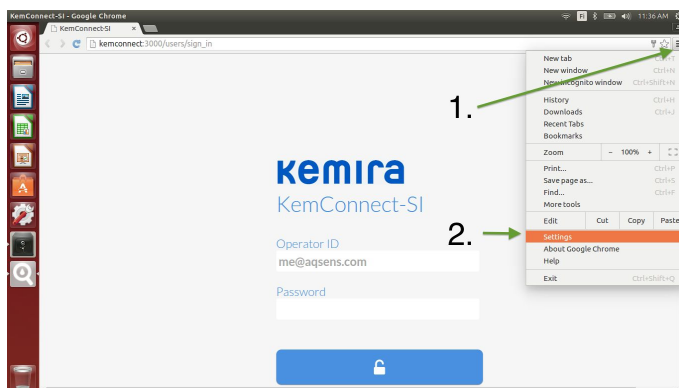 KemConnect-SI - Google Chrome
Fi
11:36 AM
KemConnect-SI ×
kemconnect:3000/users/sign_in
New tab Ctrl+T
New window Ctrl+N
New incognito window Ctrl+Shift+N
1.
History Ctrl+H
Downloads Ctrl+J
Recent Tabs
Bookmarks
Zoom − 100% +
Print... Ctrl+P
Save page as... Ctrl+S
Find... Ctrl+F
More tools
Edit Cut Copy Paste
2.
Settings
About Google Chrome
Help
Exit Ctrl+Shift+Q
kemira
KemConnect-SI
Operator ID
me@aqsens.com
Password